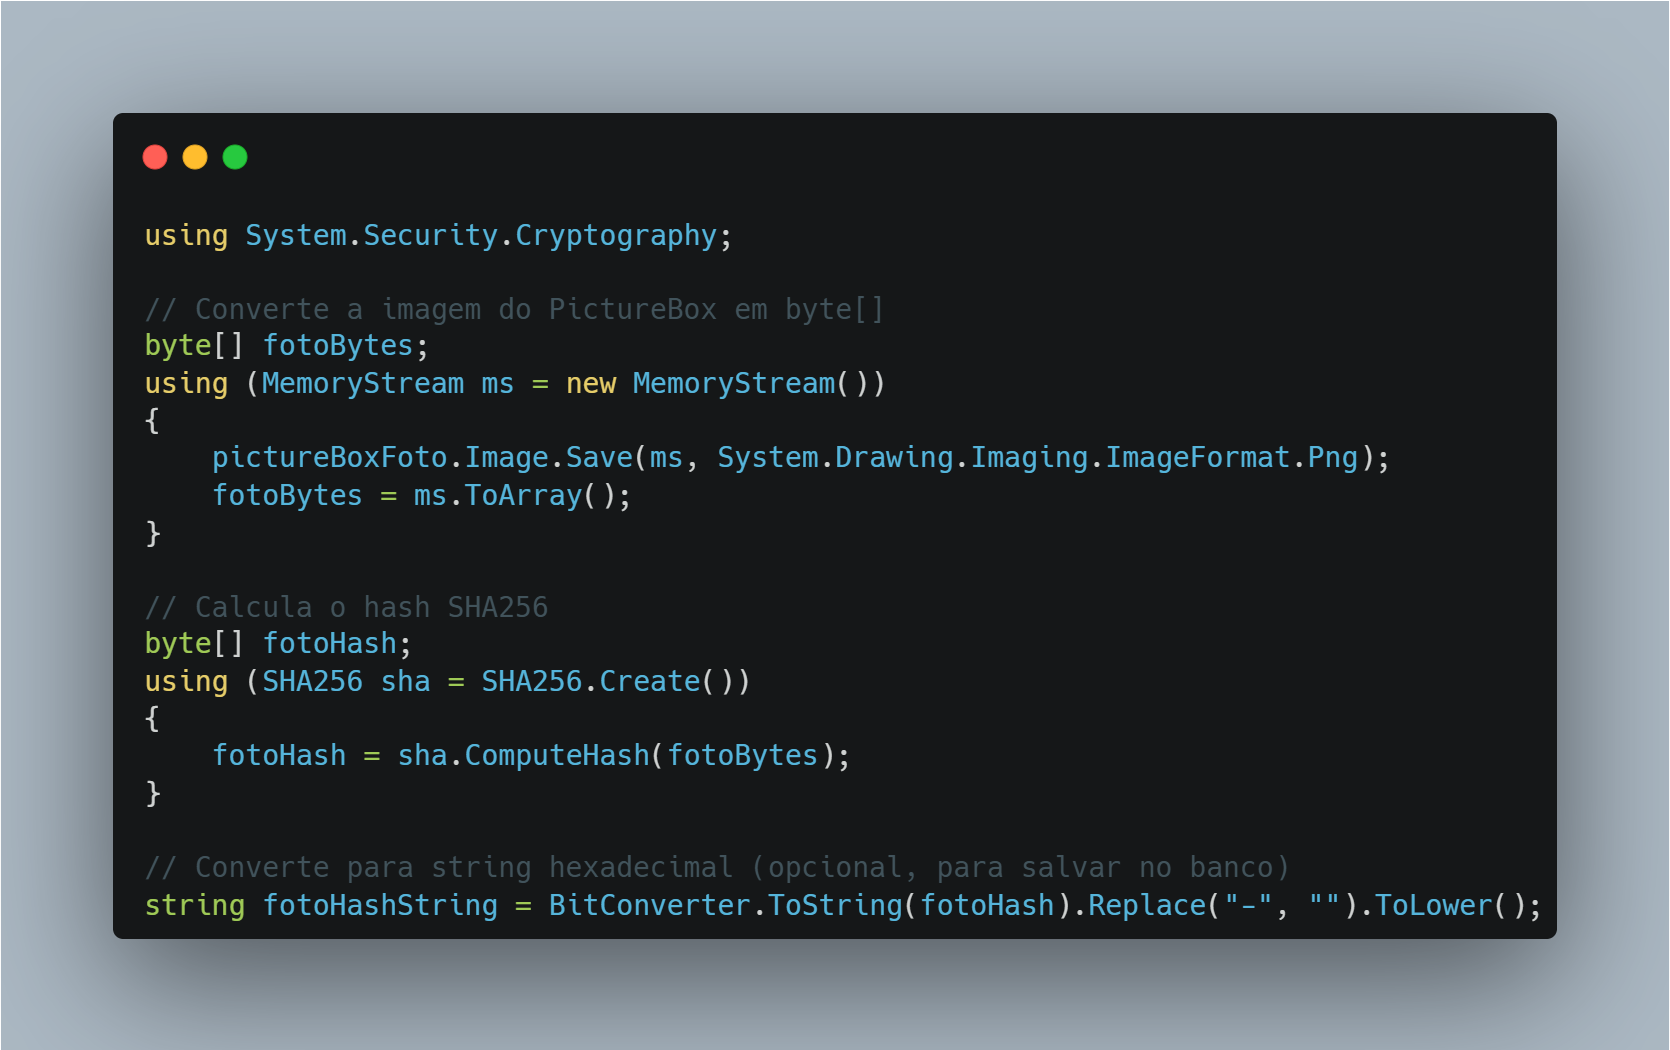 using System.Security.Cryptography;
// Converte a imagem do PictureBox em byte[]
byte[] fotoBytes;
using (MemoryStream ms = new MemoryStream())
{
    pictureBoxFoto.Image.Save(ms, System.Drawing.Imaging.ImageFormat.Png);
    fotoBytes = ms.ToArray();
}
// Calcula o hash SHA256
byte[] fotoHash;
using (SHA256 sha = SHA256.Create())
{
    fotoHash = sha.ComputeHash(fotoBytes);
}
// Converte para string hexadecimal (opcional, para salvar no banco)
string fotoHashString = BitConverter.ToString(fotoHash).Replace("-", "").ToLower();